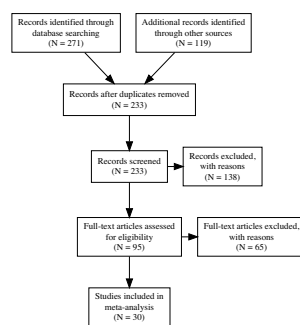 Records identified through
database searching
(N = 271)
Additional records identified
through other sources
(N = 119)
Records after duplicates removed
(N = 233)
Records screened
(N = 233)
Records excluded,
with reasons
(N = 138)
Full-text articles assessed
for eligibility
(N = 95)
Full-text articles excluded,
with reasons
(N = 65)
Studies included in
meta-analysis
(N = 30)